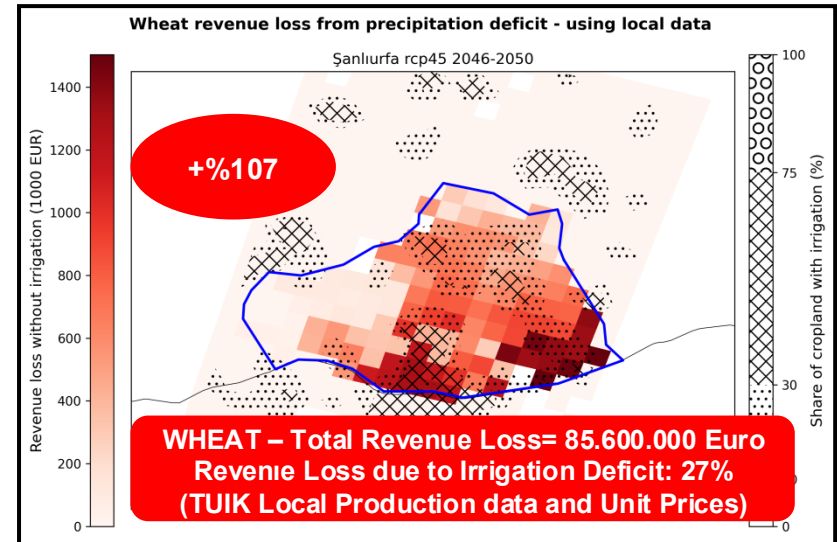 Wheat revenue loss from precipitation deficit - using local data
Şanlıurfa rcp45 2046-2050
Revenue loss without irrigation (1000 EUR)
1400
1200
1000
800
600
400
200
0
+%107
WHEAT – Total Revenue Loss= 85.600.000 Euro
Revenıe Loss due to Irrigation Deficit: 27%
(TUIK Local Production data and Unit Prices)
100
75
30
0
Share of cropland with irrigation (%)